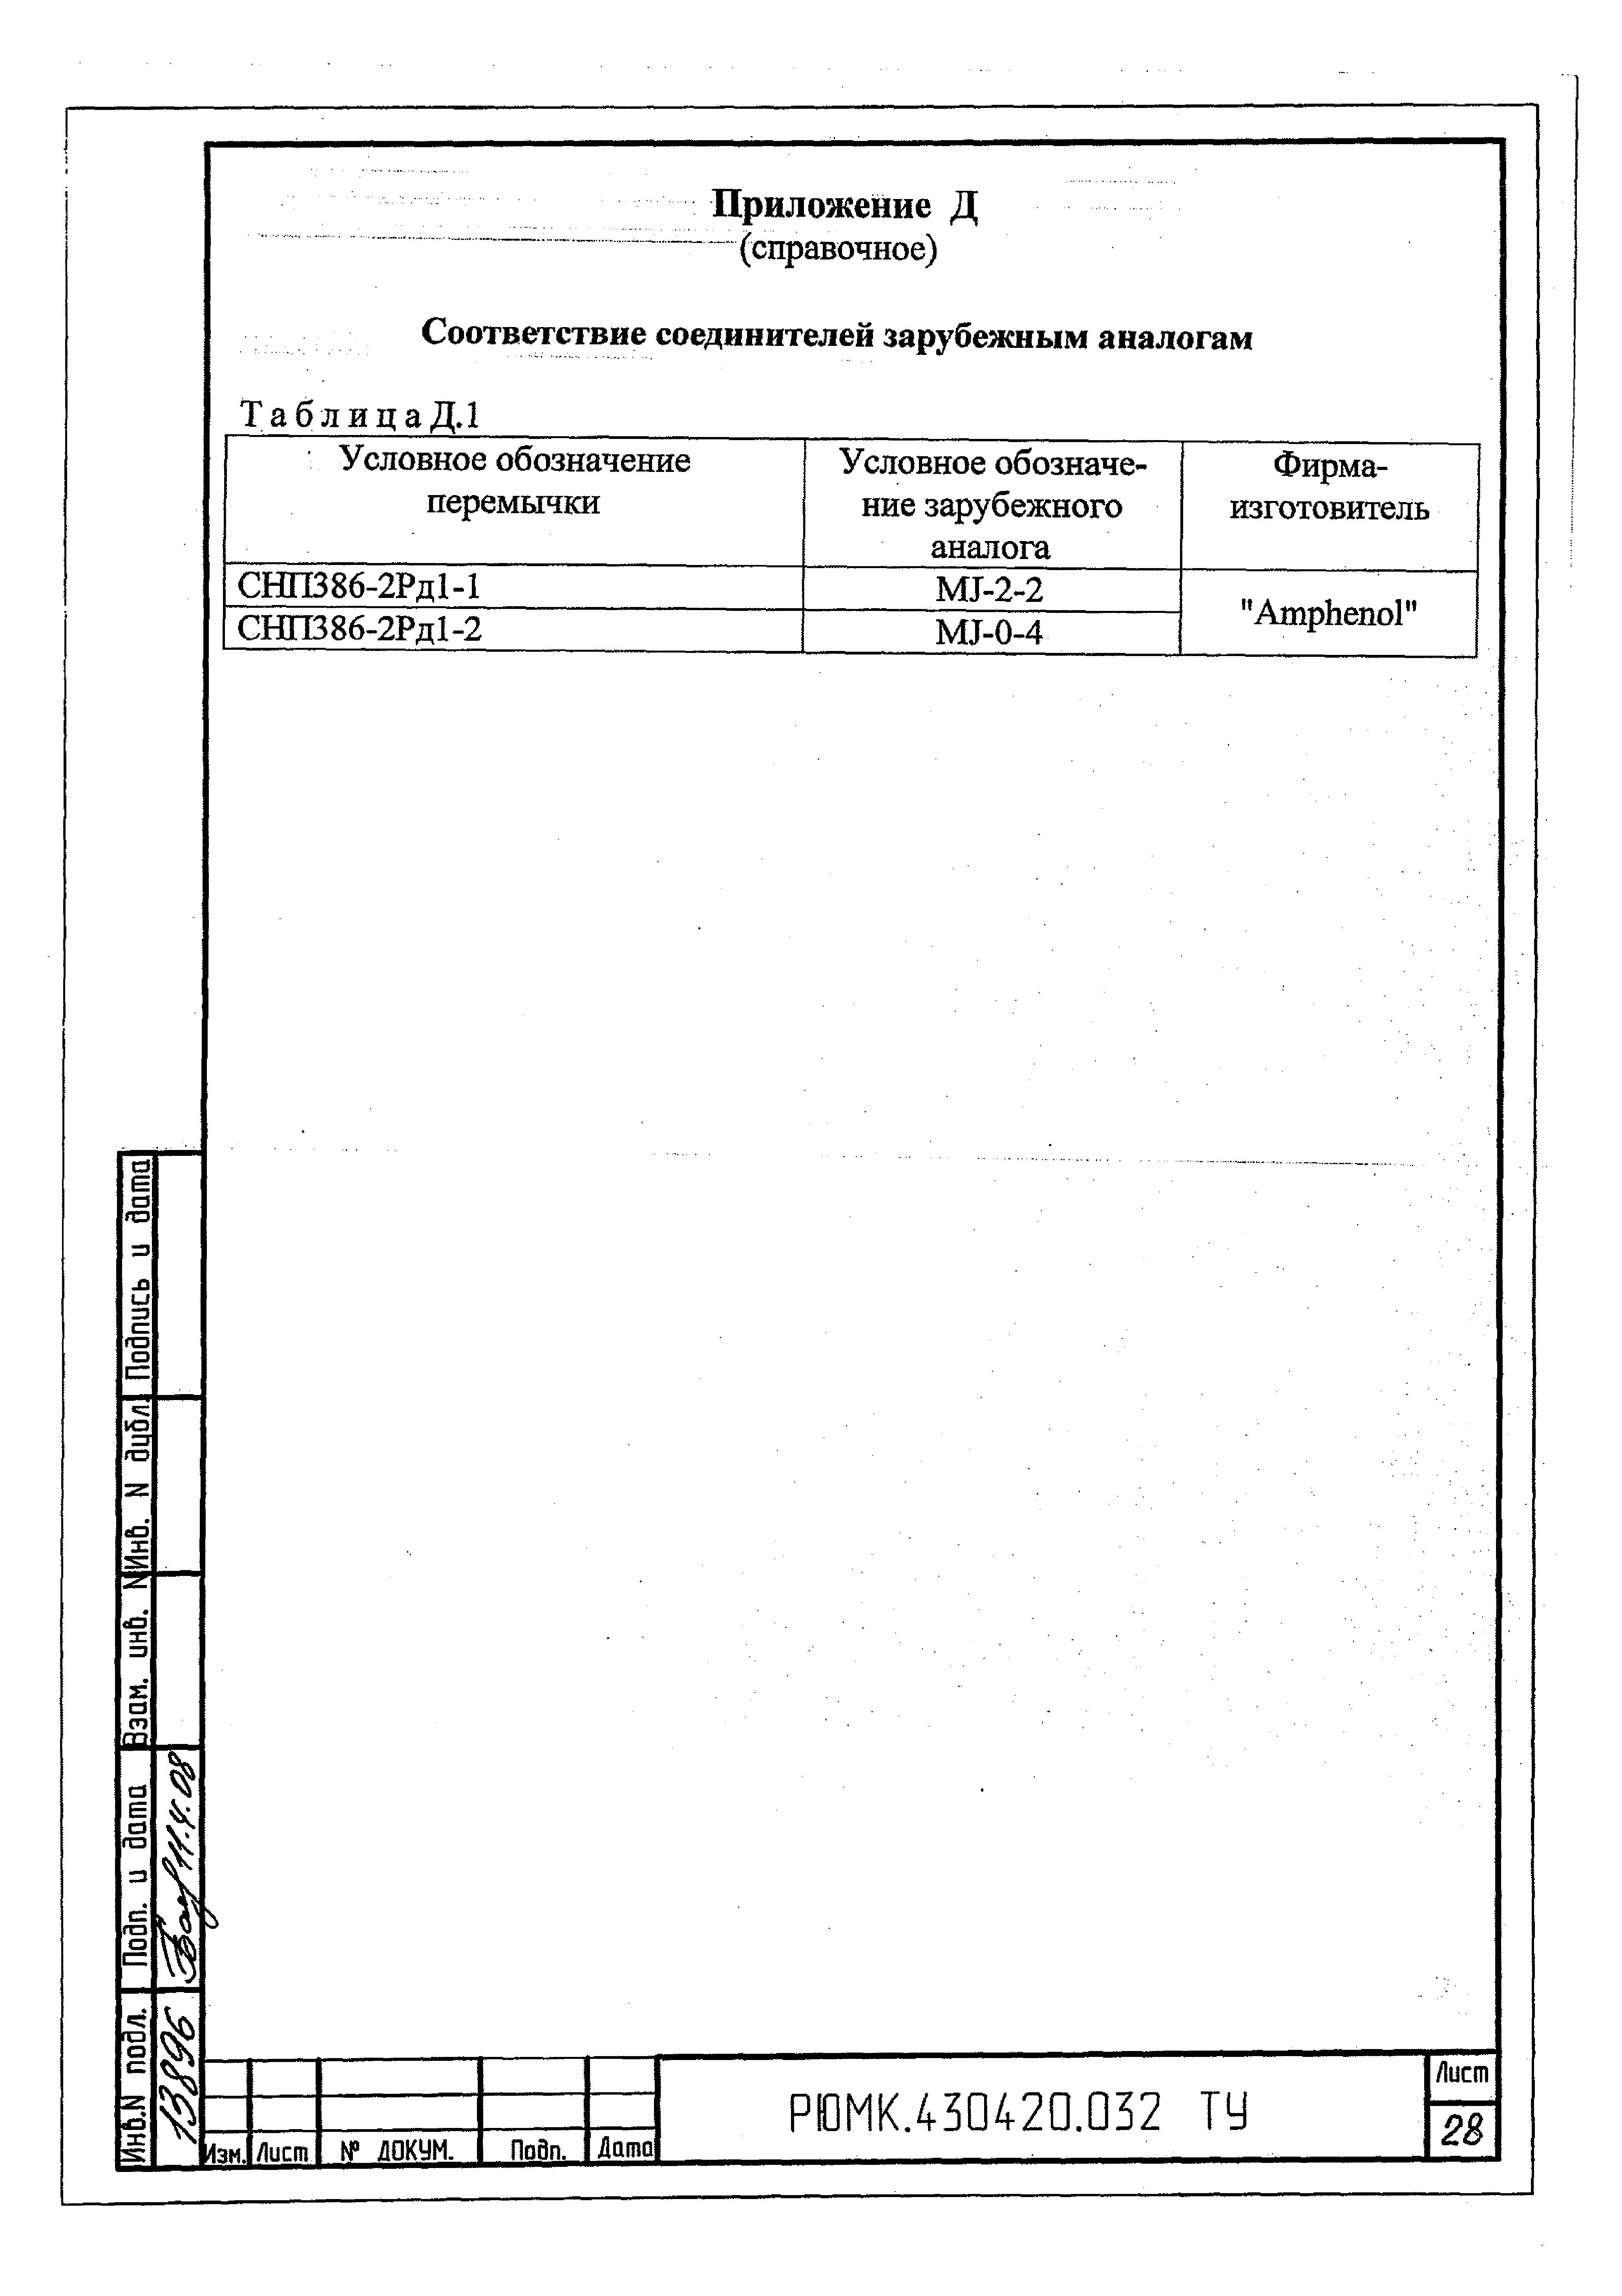 Приложение Д
(справочное)
Соответствие соединителей зарубежным аналогам
Таблица Д.1
Условное обозначение
перемычки
Условное обозначе-
ние зарубежного
аналога
Фирма-
изготовитель
СНП386-2Рд1-1
MJ-2-2
"Amphenol"
СНП386-2Рд1-2
MJ-0-4
Подпись и дата
Инв. N дубл.
Взам. инв. N
Подп. и дата
11.4.08
Инв.N подл.
13896
Изм.
Лист
№ ДОКУМ.
Подп.
Дата
РЮМК.430420.032 ТУ
Лист
28